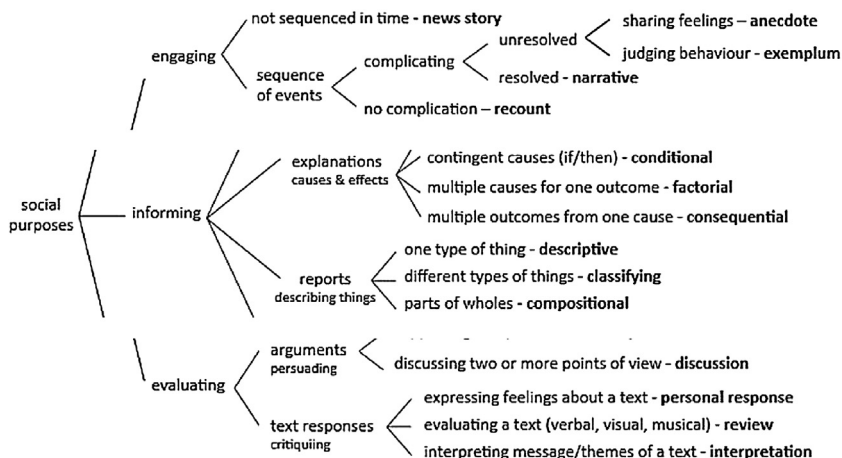 not sequenced in time - news story
engaging
sequence
of events
complicating
unresolved
sharing feelings – anecdote
judging behaviour - exemplum
resolved - narrative
no complication – recount
social
purposes
informing
explanations
causes & effects
contingent causes (if/then) - conditional
multiple causes for one outcome - factorial
multiple outcomes from one cause - consequential
reports
describing things
one type of thing - descriptive
different types of things - classifying
parts of wholes - compositional
evaluating
arguments
persuading
discussing two or more points of view - discussion
text responses
critiquiing
expressing feelings about a text - personal response
evaluating a text (verbal, visual, musical) - review
interpreting message/themes of a text - interpretation